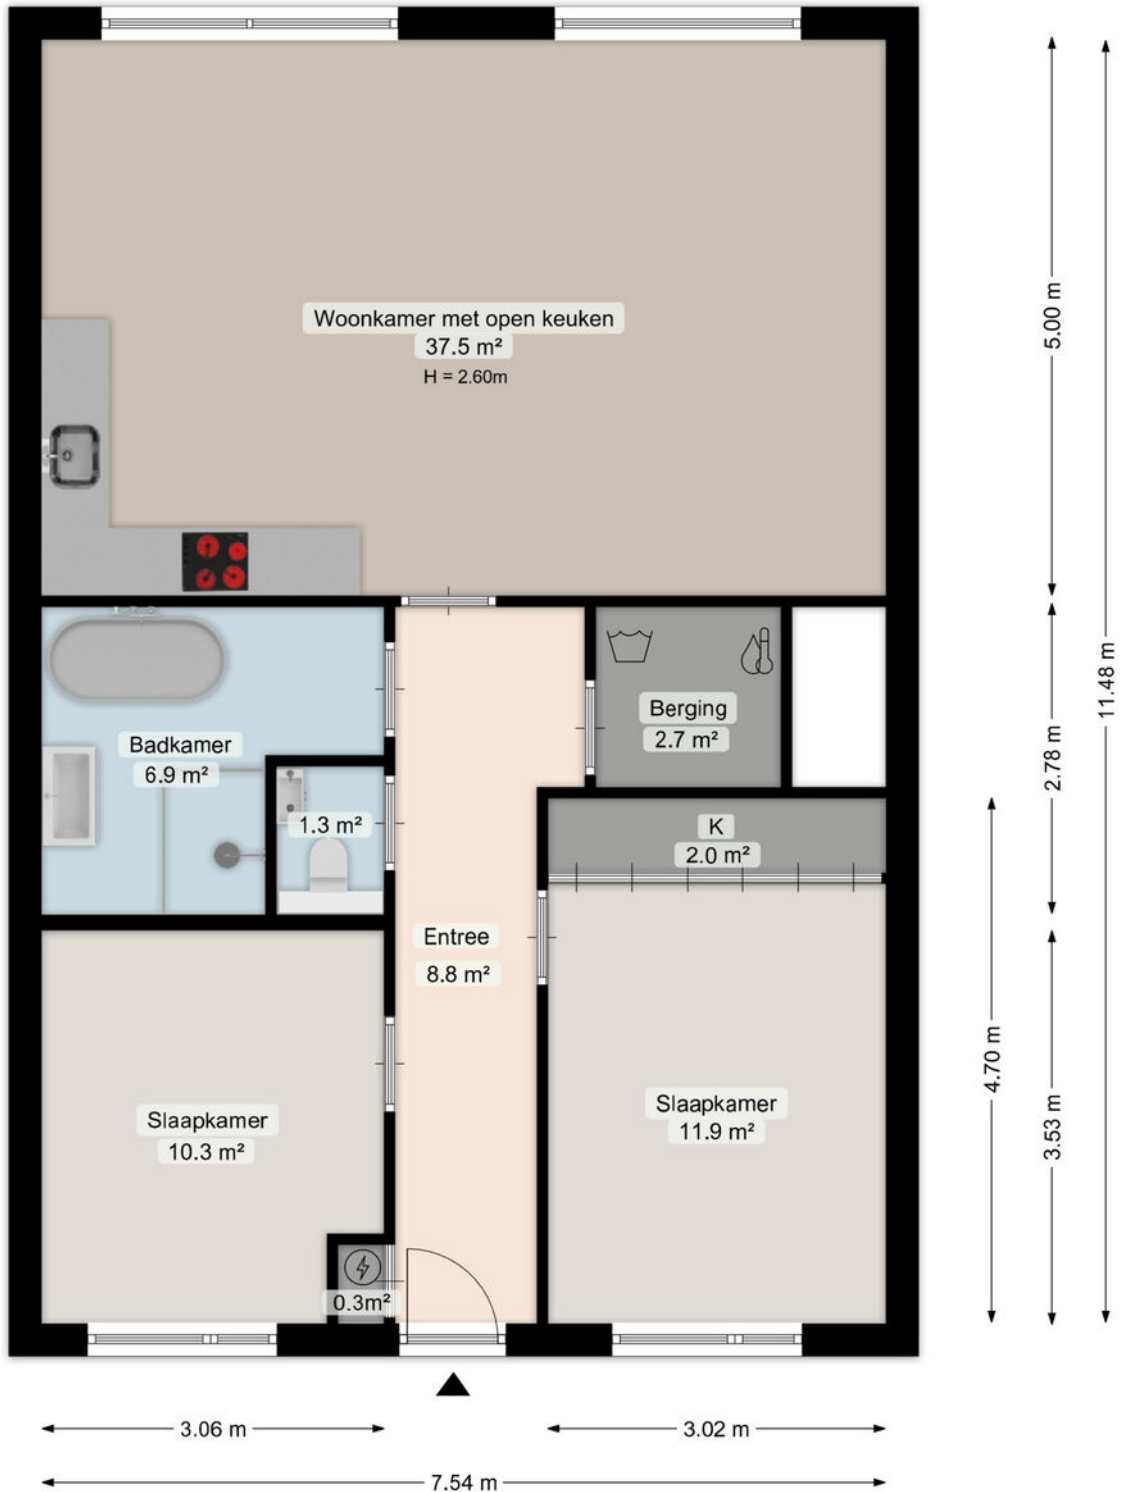 Woonkamer met open keuken
37.5 m²
H = 2.60m
5.00 m
11.48 m
Berging
2.7 m²
Badkamer
6.9 m²
2.78 m
1.3 m²
K
2.0 m²
Entree
8.8 m²
4.70 m
3.53 m
Slaapkamer
10.3 m²
Slaapkamer
11.9 m²
0.3m²
3.06 m
3.02 m
7.54 m